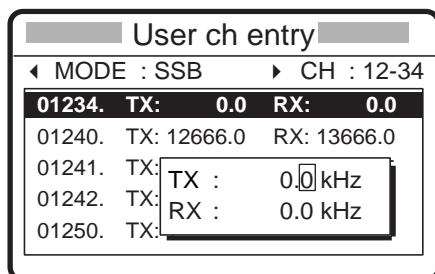 User ch entry
◂ MODE : SSB ▸ CH : 12-34
01234. TX: 0.0 RX: 0.0
01240. TX: 12666.0 RX: 13666.0
01241. TX:
01242. TX:
01250. TX:
TX : 0.0 kHz
RX : 0.0 kHz